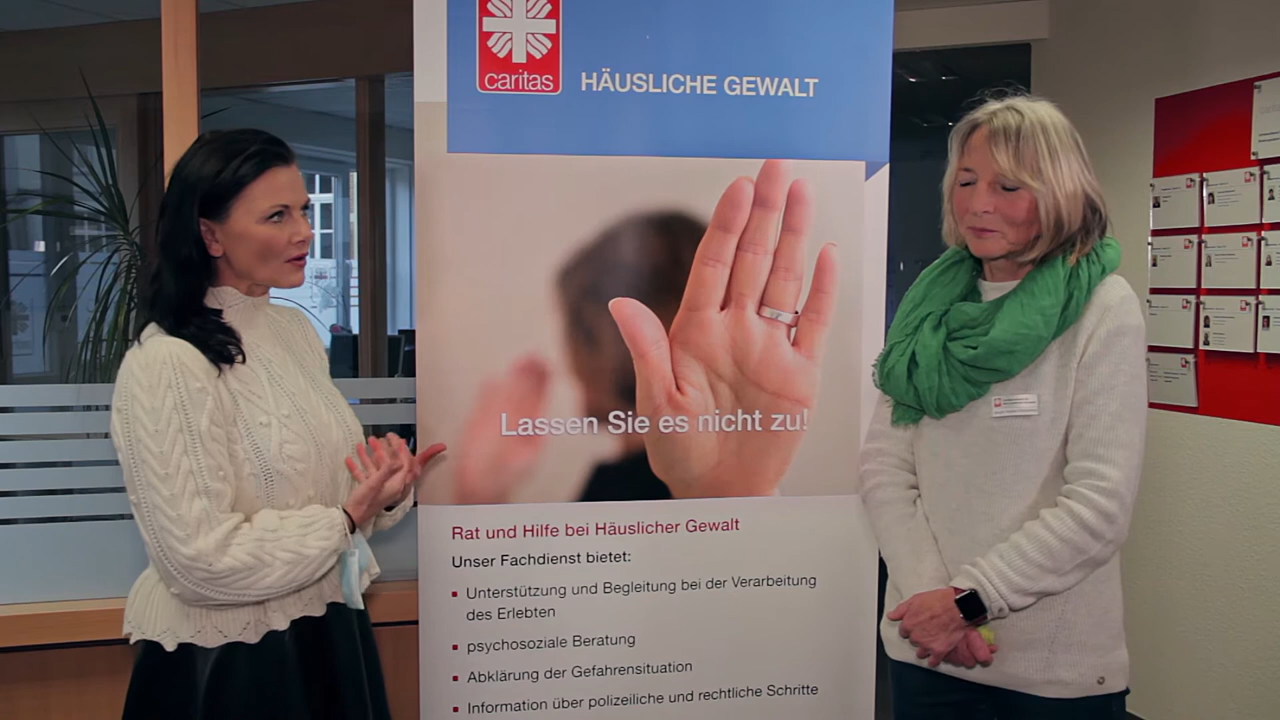 caritas
HÄUSLICHE GEWALT
Lassen Sie es nicht zu!
Rat und Hilfe bei Häuslicher Gewalt
Unser Fachdienst bietet:
▪ Unterstützung und Begleitung bei der Verarbeitung
des Erlebten
▪ psychosoziale Beratung
▪ Abklärung der Gefahrensituation
▪ Information über polizeiliche und rechtliche Schritte